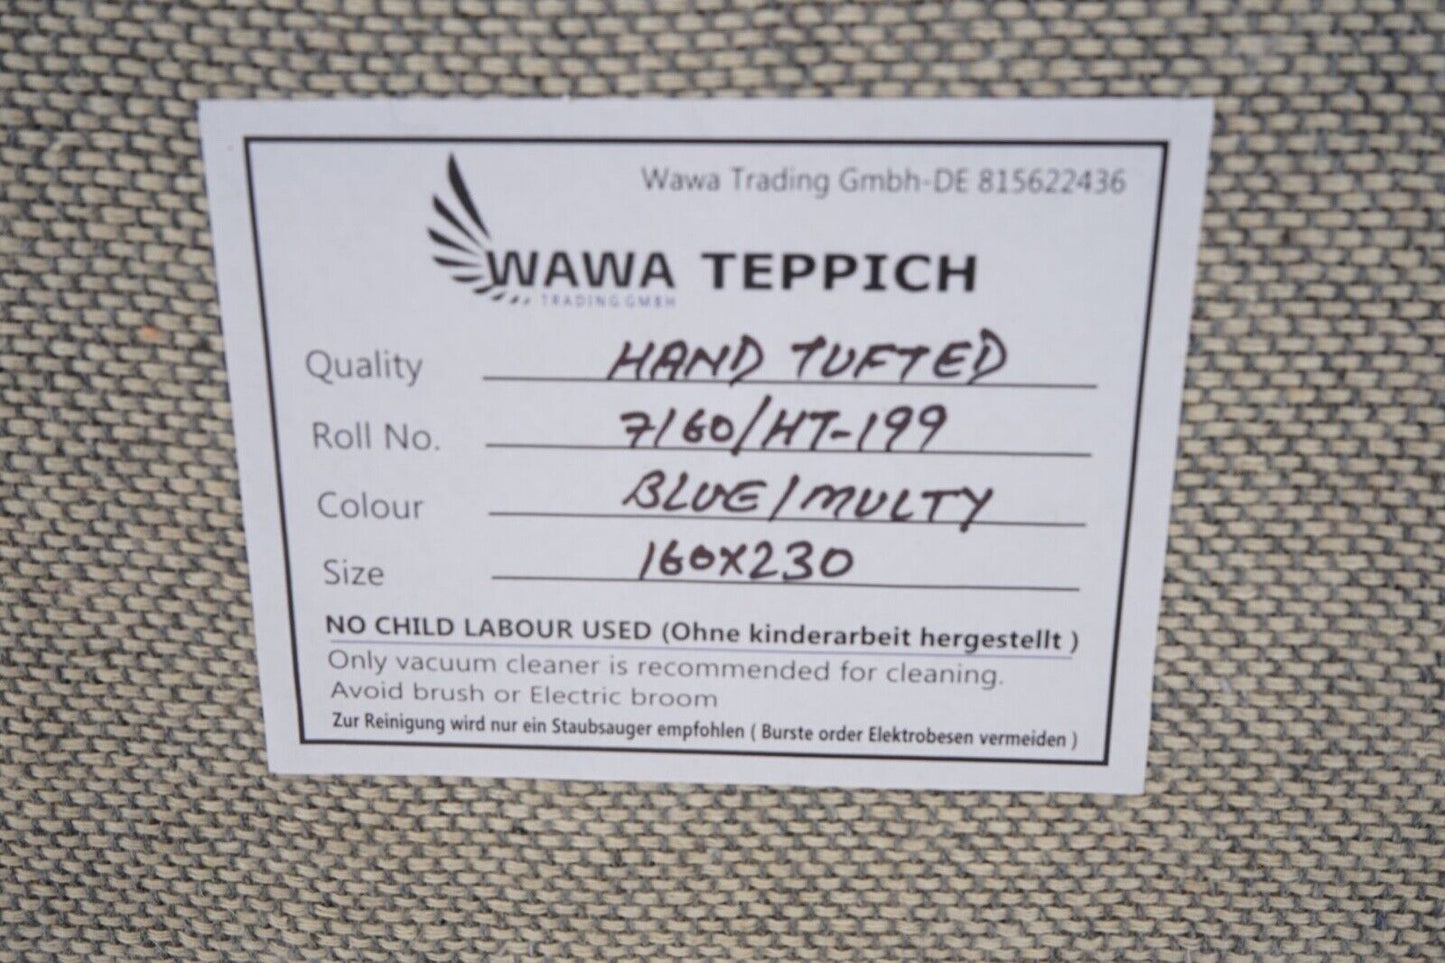 Wawa Trading Gmbh-DE 815622436
WAWA TEPPICH
TRADING GMBH
Quality HAND TUFTED
Roll No. 7160/HT-199
Colour BLUE/MULTY
Size 160X230
NO CHILD LABOUR USED (Ohne kinderarbeit hergestellt )
Only vacuum cleaner is recommended for cleaning.
Avoid brush or Electric broom
Zur Reinigung wird nur ein Staubsauger empfohlen ( Burste order Elektrobesen vermeiden )